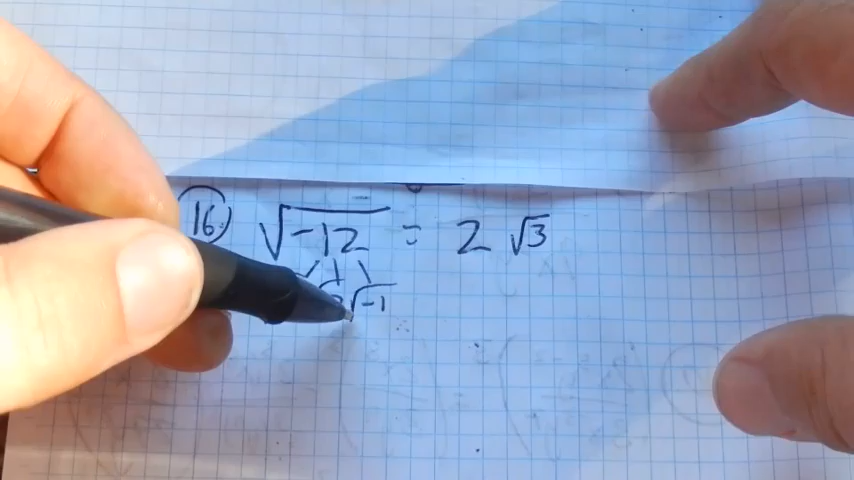 16. √-12 = 2 √3
√-1